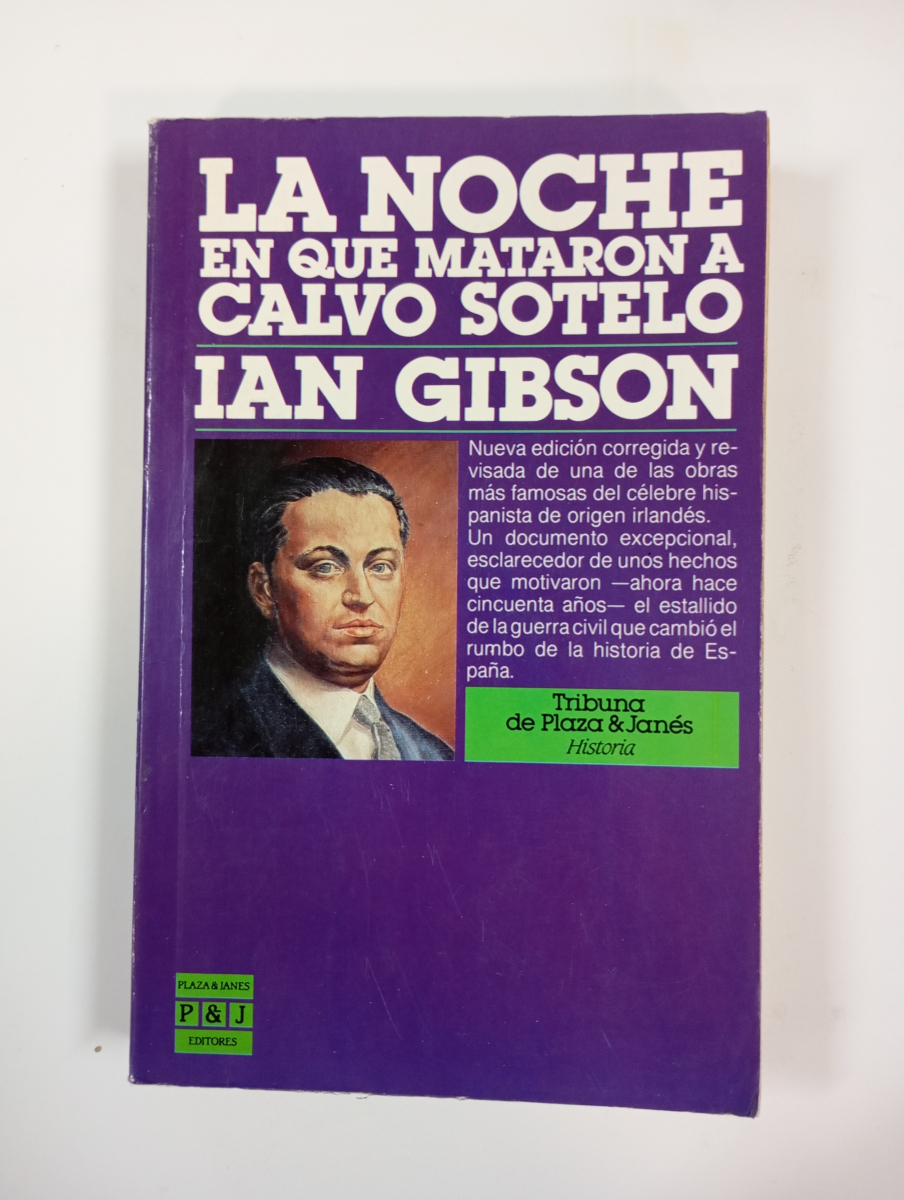 LA NOCHE
EN QUE MATARON A
CALVO SOTELO
IAN GIBSON
Nueva edición corregida y re-
visada de una de las obras
más famosas del célebre his-
panista de origen irlandés.
Un documento excepcional,
esclarecedor de unos hechos
que motivaron —ahora hace
cincuenta años— el estallido
de la guerra civil que cambió el
rumbo de la historia de Es-
paña.
Tribuna
de Plaza & Janés
Historia
PLAZA & JANES
P & J
EDITORES